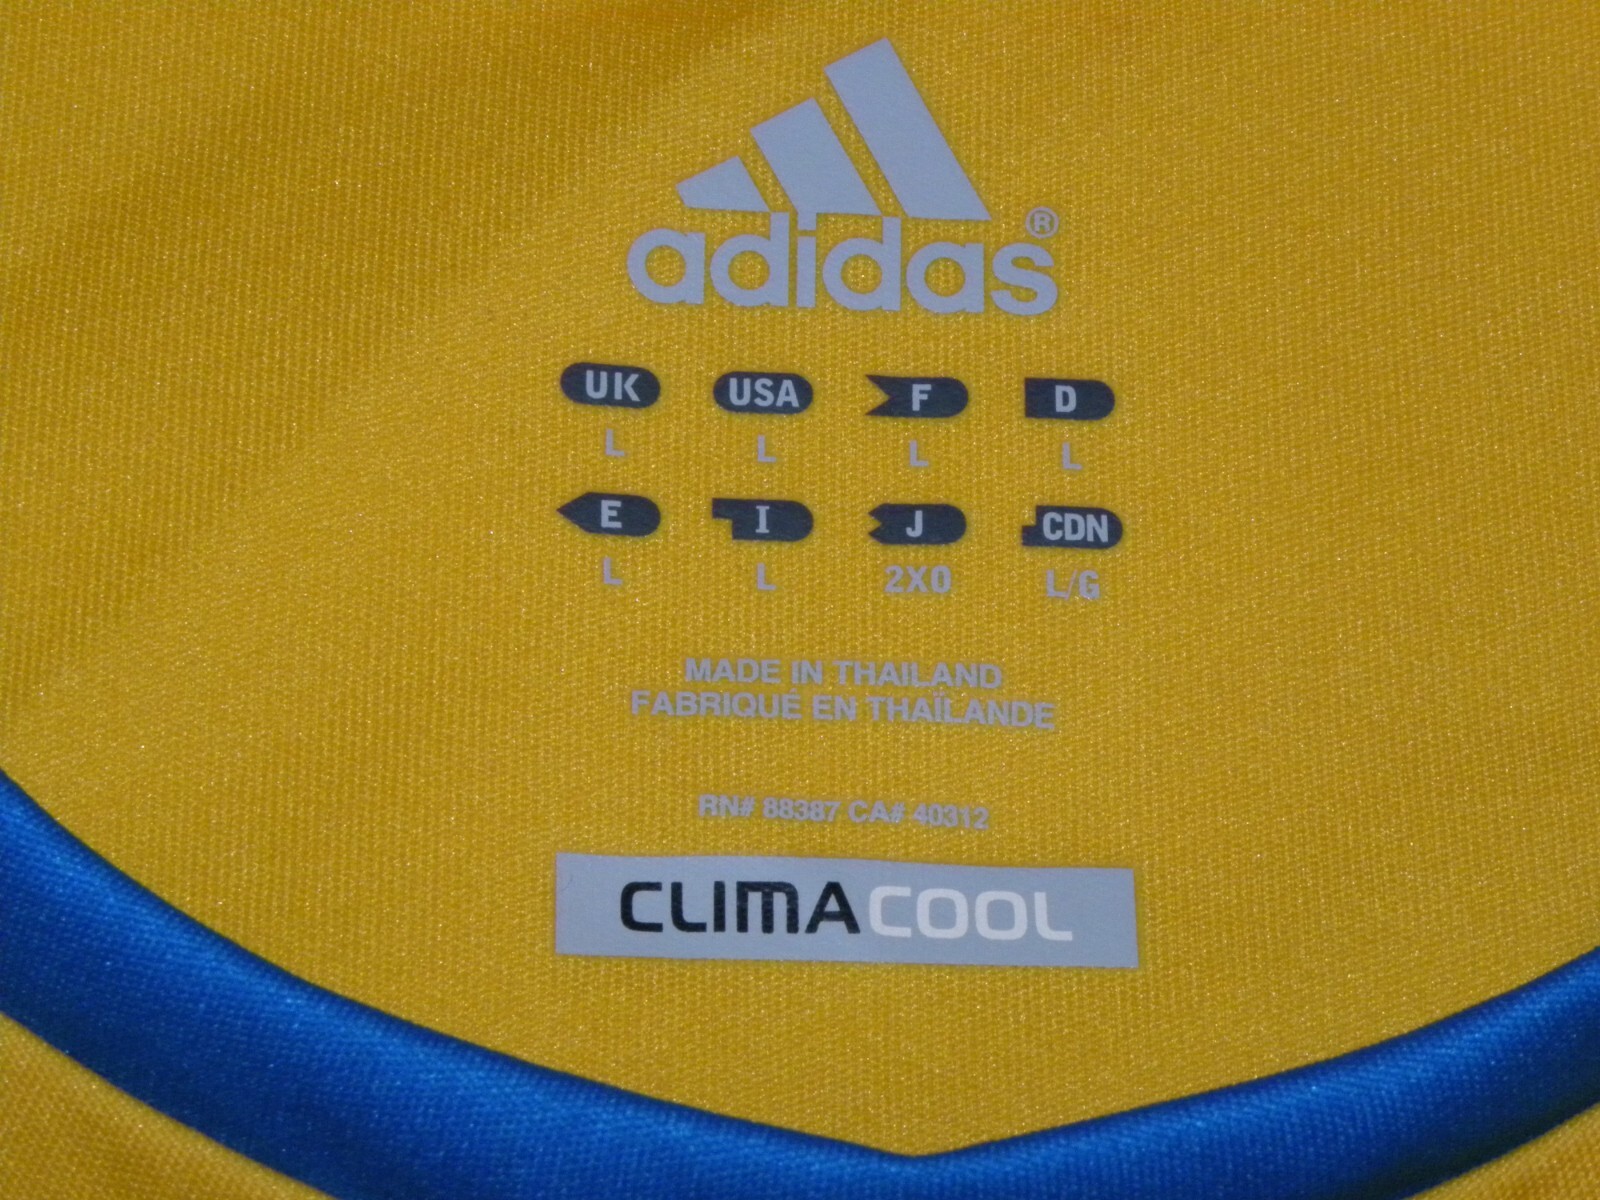 adidas®
UK USA F D
L L L L
E I J CDN
L L 2XO L/G
MADE IN THAILAND
FABRIQUÉ EN THAÏLANDE
RN# 88387 CA# 40312
CLIMACOOL